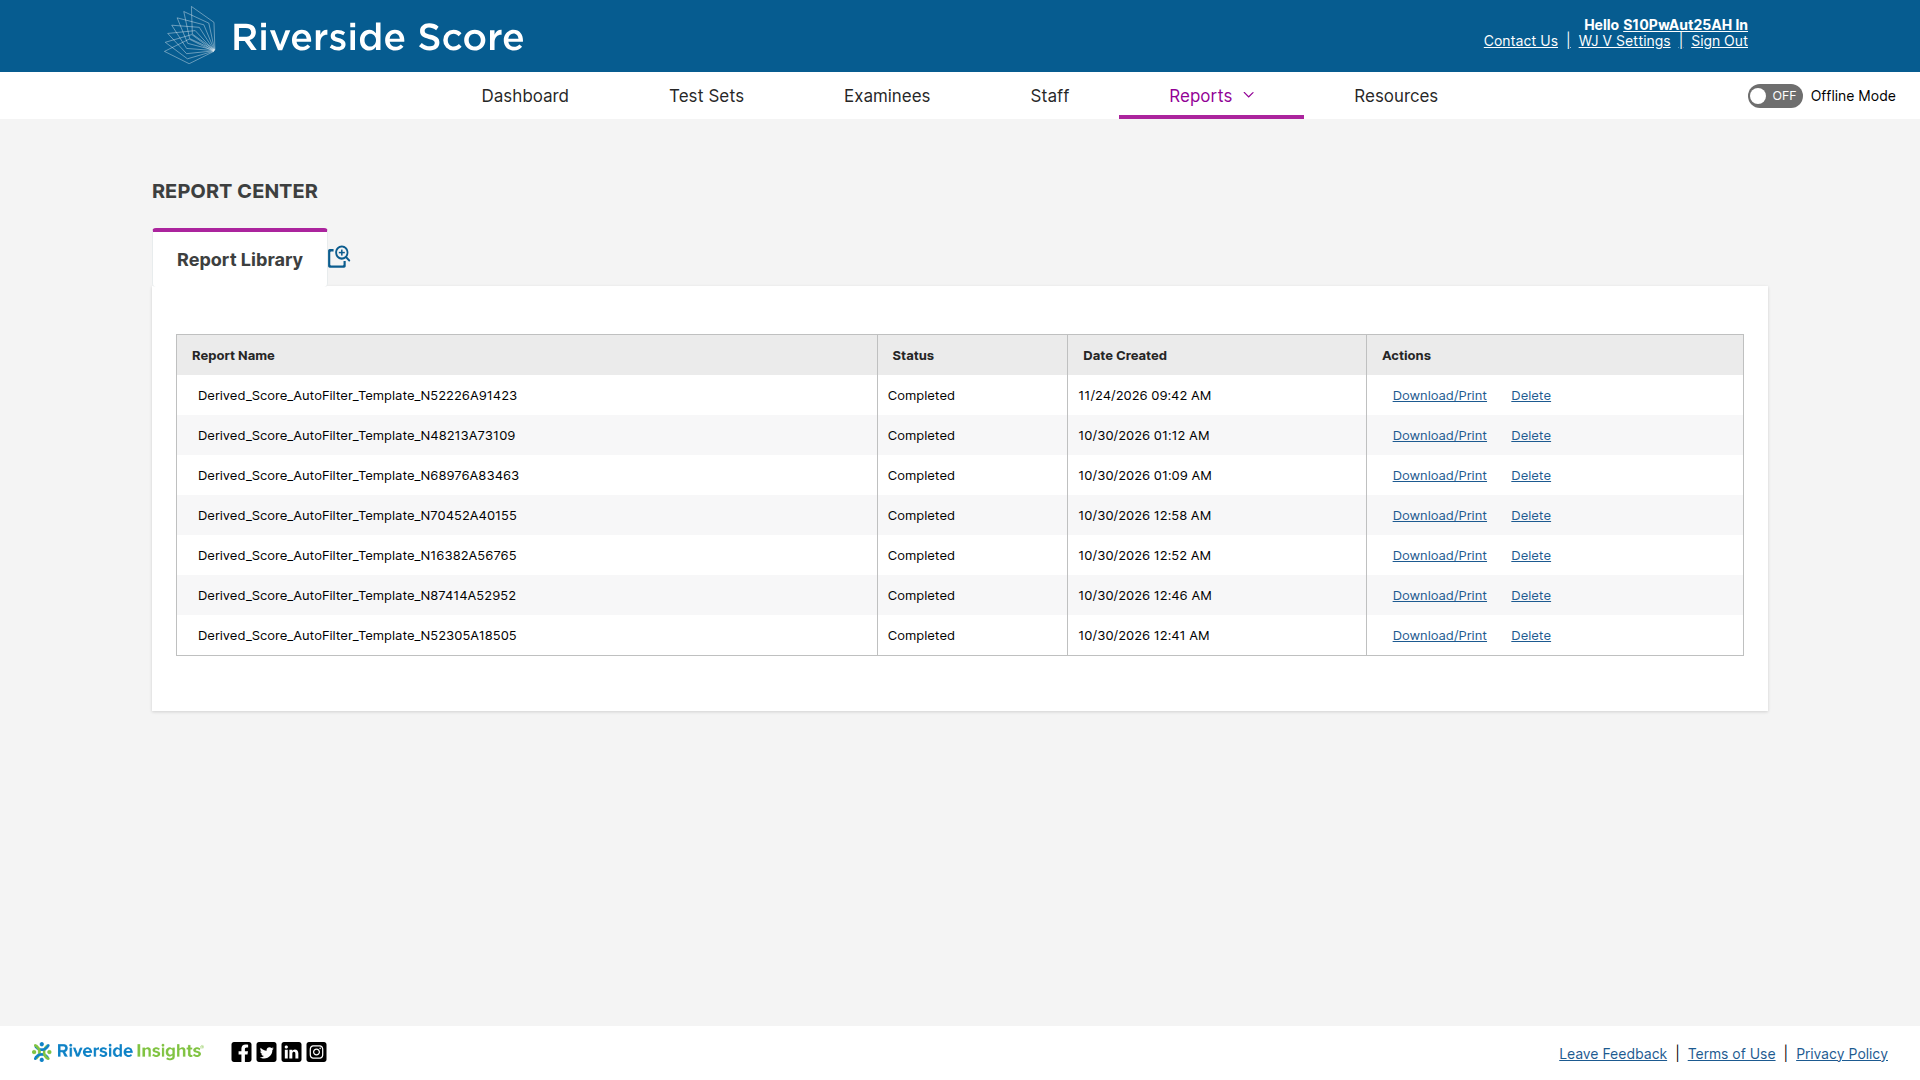 Riverside Score
Hello S10PwAut25AH In
Contact Us | WJ V Settings | Sign Out
Dashboard Test Sets Examinees Staff Reports Resources
OFF Offline Mode
REPORT CENTER
Report Library
Report Name Status Date Created Actions
Derived_Score_AutoFilter_Template_N52226A91423 Completed 11/24/2026 09:42 AM Download/Print Delete
Derived_Score_AutoFilter_Template_N48213A73109 Completed 10/30/2026 01:12 AM Download/Print Delete
Derived_Score_AutoFilter_Template_N68976A83463 Completed 10/30/2026 01:09 AM Download/Print Delete
Derived_Score_AutoFilter_Template_N70452A40155 Completed 10/30/2026 12:58 AM Download/Print Delete
Derived_Score_AutoFilter_Template_N16382A56765 Completed 10/30/2026 12:52 AM Download/Print Delete
Derived_Score_AutoFilter_Template_N87414A52952 Completed 10/30/2026 12:46 AM Download/Print Delete
Derived_Score_AutoFilter_Template_N52305A18505 Completed 10/30/2026 12:41 AM Download/Print Delete
Riverside Insights
Leave Feedback | Terms of Use | Privacy Policy